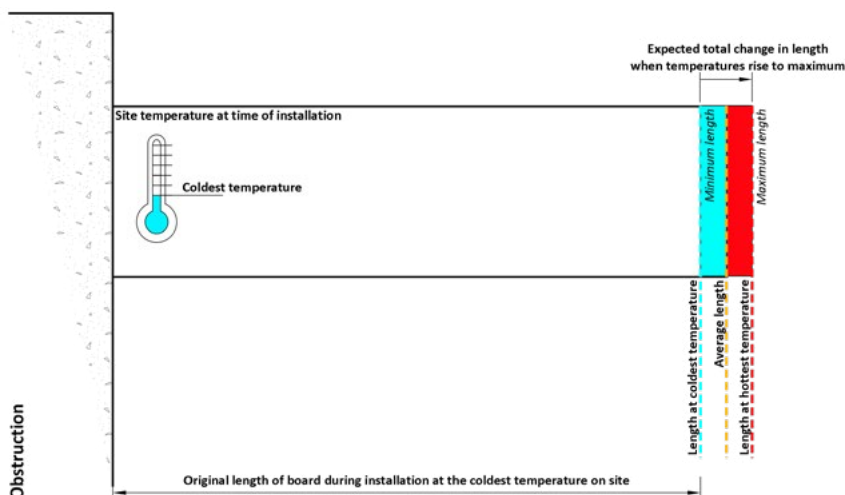 Expected total change in length
when temperatures rise to maximum
Site temperature at time of installation
Coldest temperature
Minimum length
Maximum length
Length at coldest temperature
Average length
Length at hottest temperature
Obstruction
Original length of board during installation at the coldest temperature on site